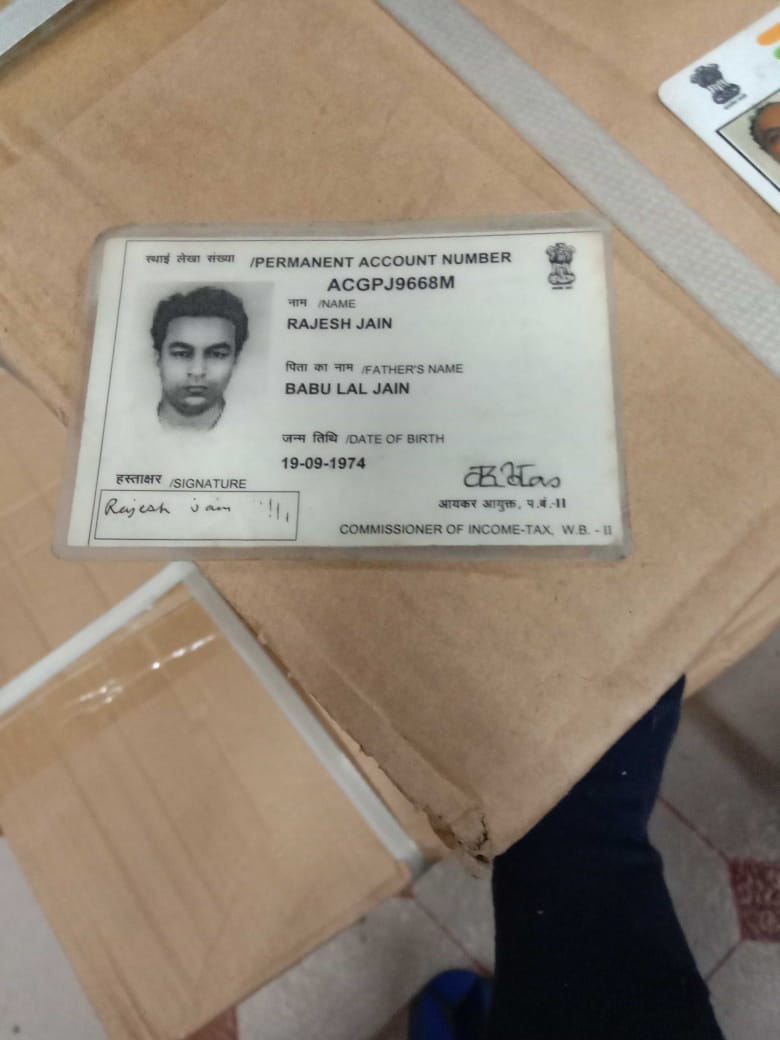 स्थाई लेखा संख्या /PERMANENT ACCOUNT NUMBER
ACGPJ9668M
नाम /NAME
RAJESH JAIN
पिता का नाम /FATHER'S NAME
BABU LAL JAIN
जन्म तिथि /DATE OF BIRTH
19-09-1974
हस्ताक्षर /SIGNATURE
Rajesh Jain
आयकर आयुक्त, प.बं.-II
COMMISSIONER OF INCOME-TAX, W.B. - II